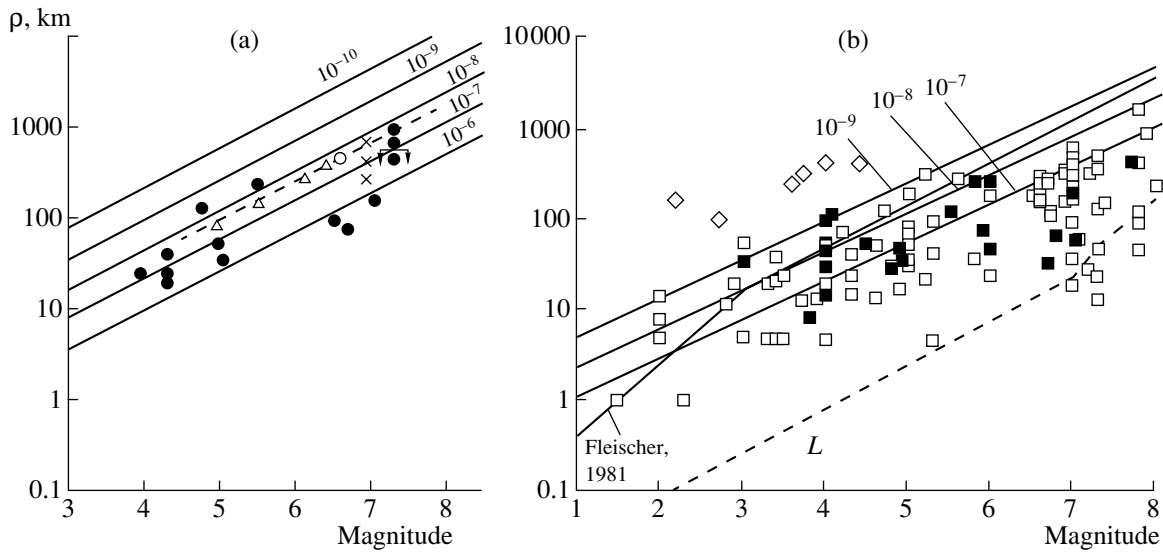 ρ, km
(a)
(b)
10⁻¹⁰
10⁻⁹
10⁻⁸
10⁻⁷
10⁻⁶
1000
100
10
1
0.1
3 4 5 6 7 8
Magnitude
10000
1000
100
10
1
0.1
10⁻⁹
10⁻⁸
10⁻⁷
Fleischer,
1981
L
1 2 3 4 5 6 7 8
Magnitude